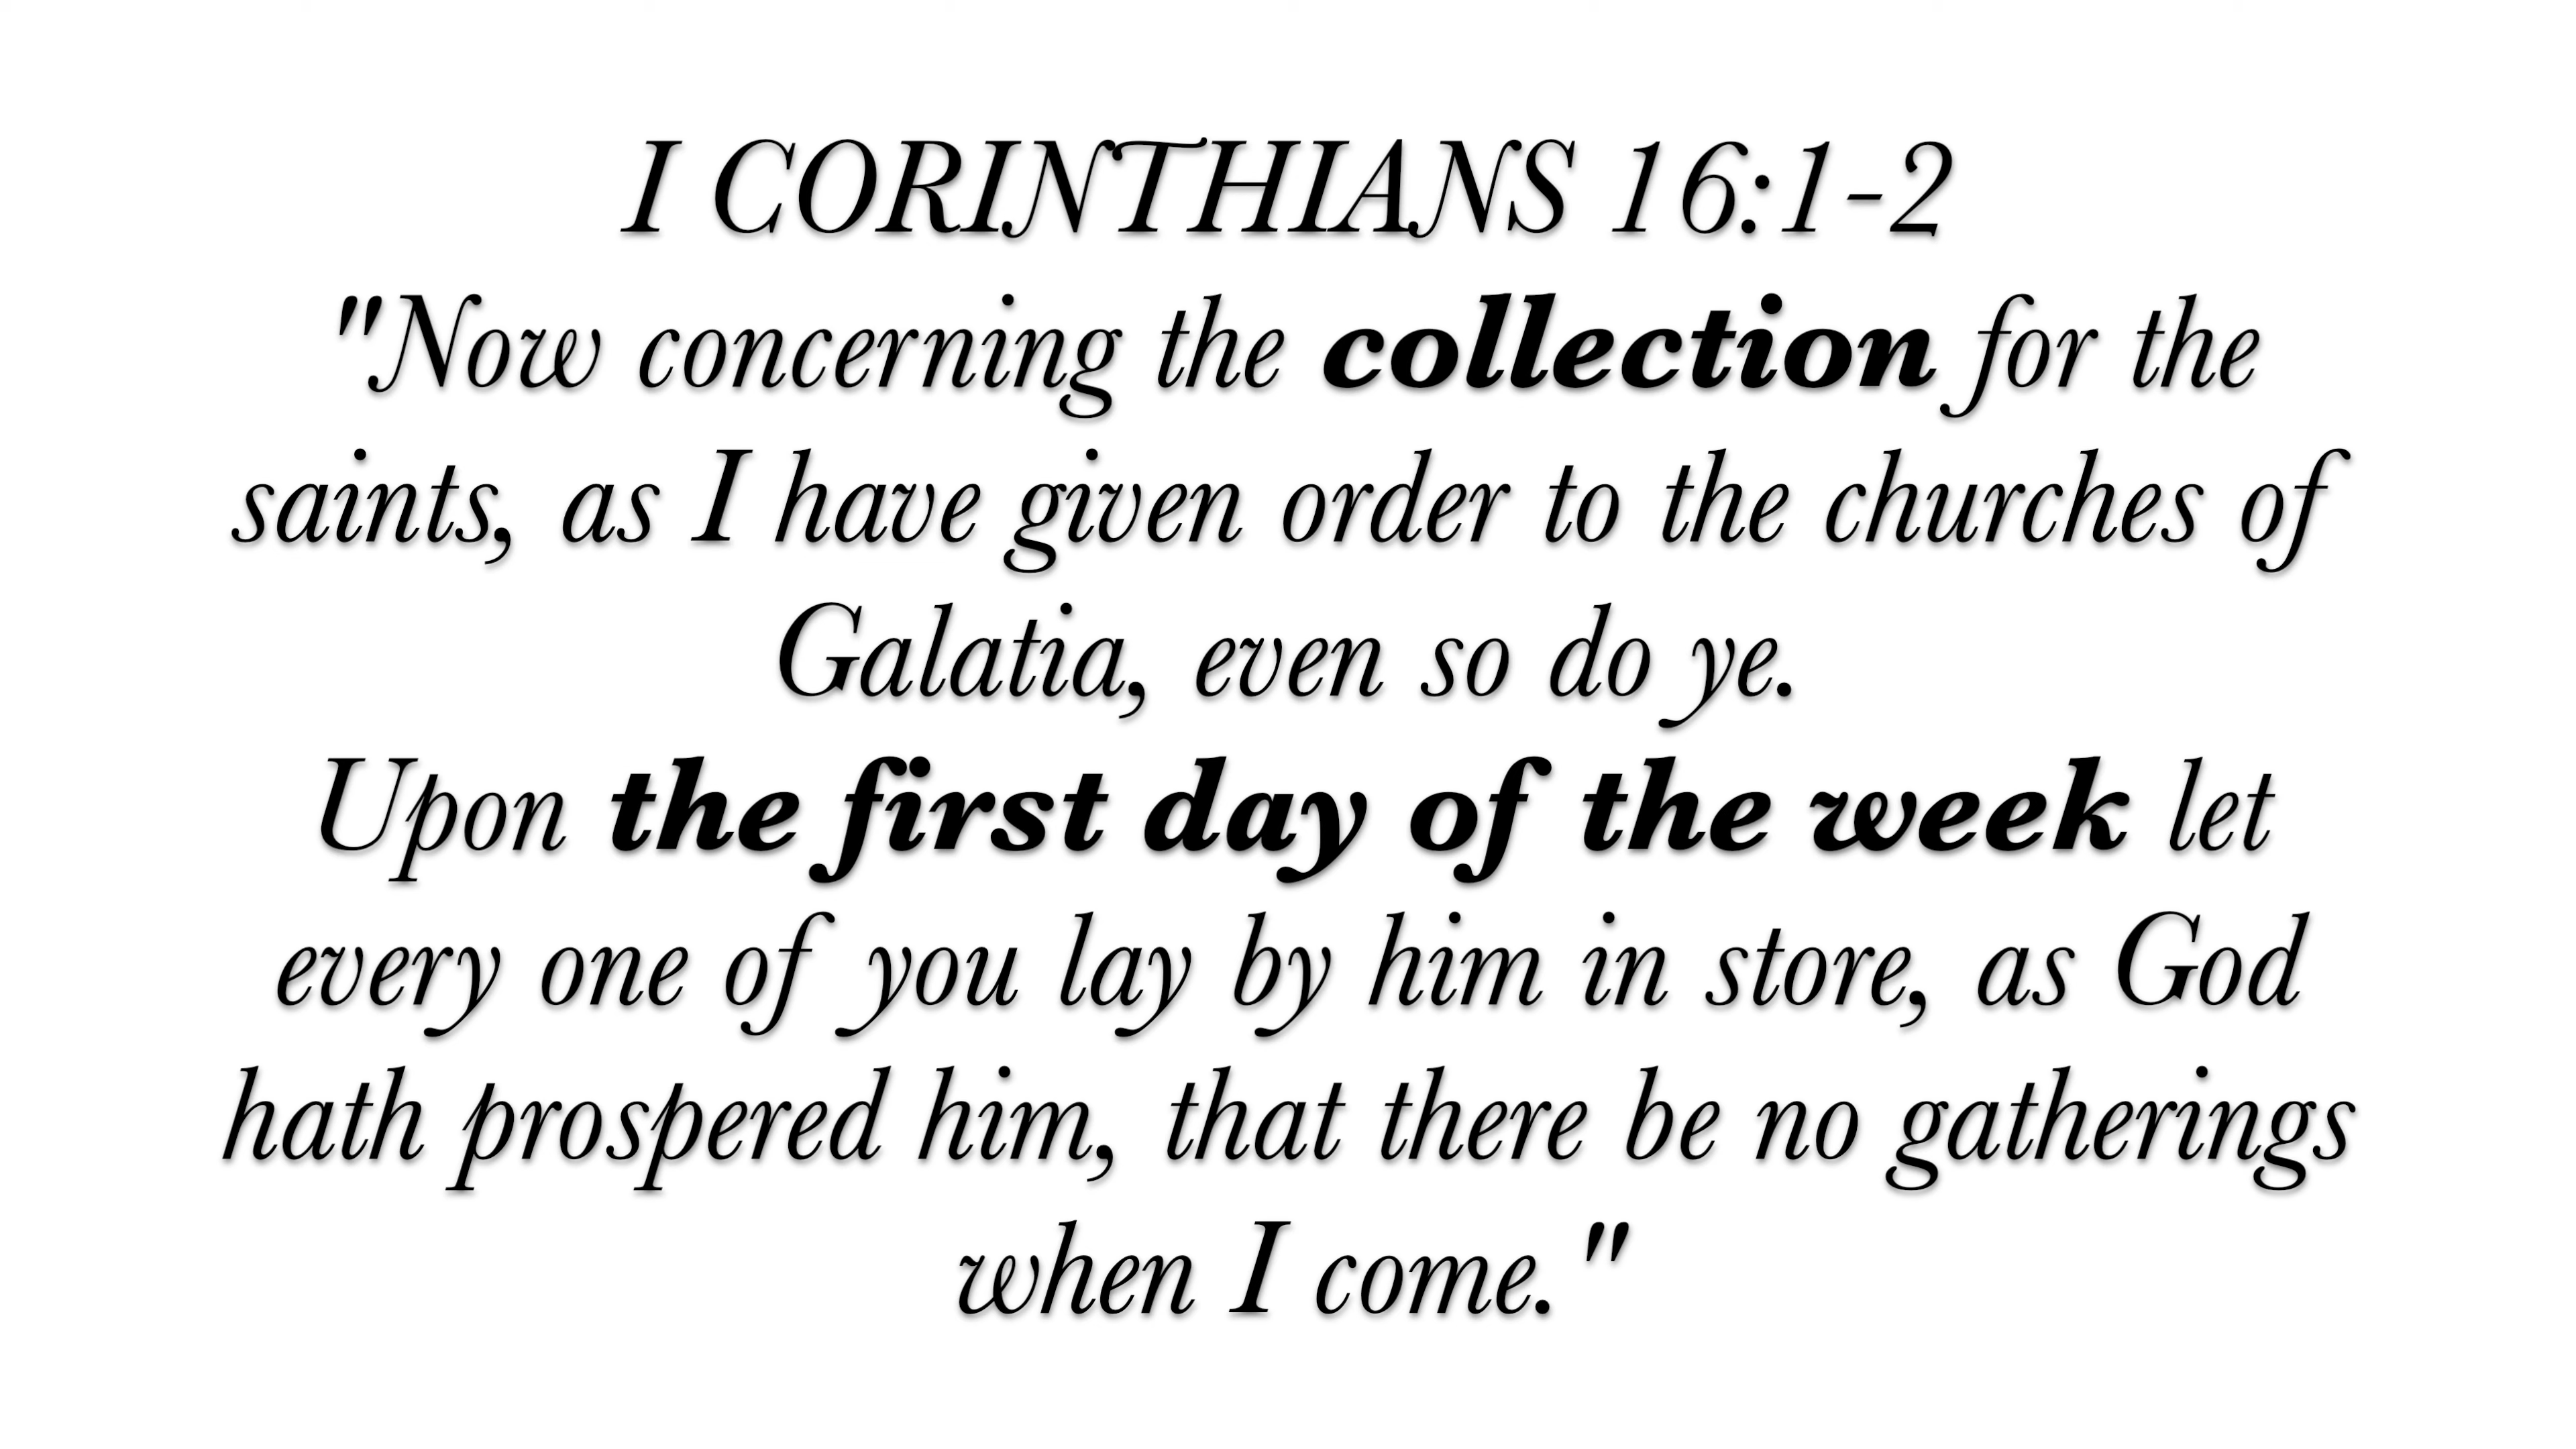 I CORINTHIANS 16:1-2
"Now concerning the collection for the
saints, as I have given order to the churches of
Galatia, even so do ye.
Upon the first day of the week let
every one of you lay by him in store, as God
hath prospered him, that there be no gatherings
when I come."